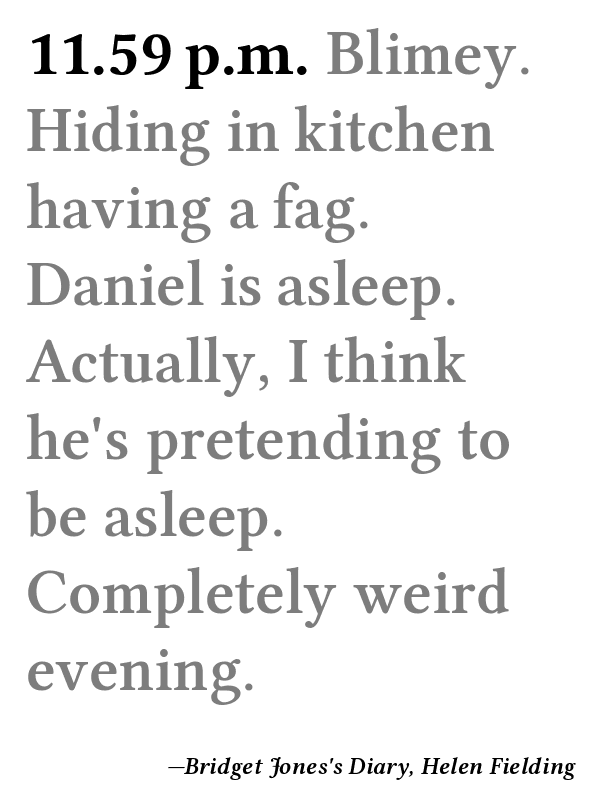 11.59 p.m. Blimey.
Hiding in kitchen
having a fag.
Daniel is asleep.
Actually, I think
he's pretending to
be asleep.
Completely weird
evening.
—Bridget Jones's Diary, Helen Fielding